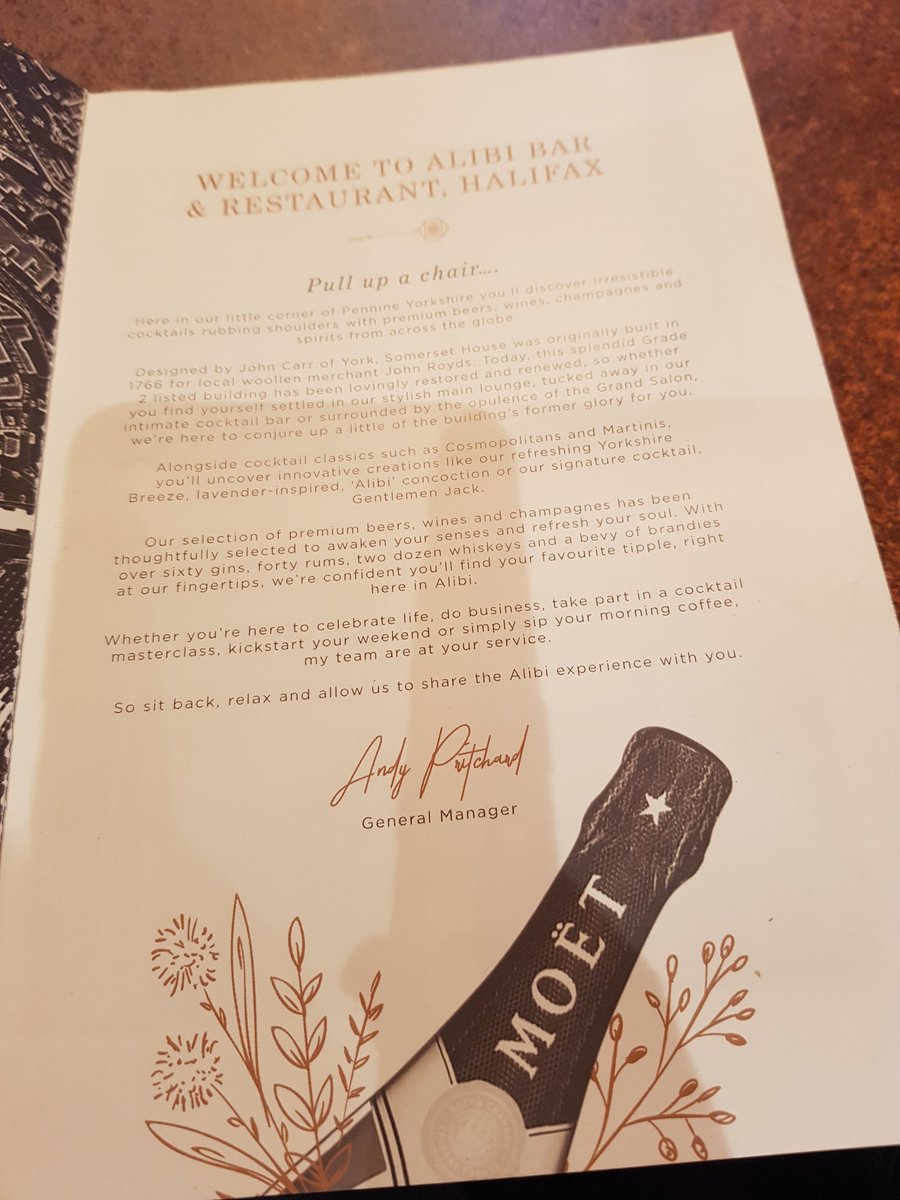 WELCOME TO ALIBI BAR
& RESTAURANT, HALIFAX
Pull up a chair....
Here in our little corner of Pennine Yorkshire you'll discover irresistible
cocktails rubbing shoulders with premium beers, wines, champagnes and
spirits from across the globe.
Designed by John Carr of York, Somerset House was originally built in
1766 for local woollen merchant John Royds. Today, this splendid Grade
2 listed building has been lovingly restored and renewed, so whether
you find yourself settled in our stylish main lounge, tucked away in our
intimate cocktail bar or surrounded by the opulence of the Grand Salon,
we're here to conjure up a little of the building's former glory for you.
Alongside cocktail classics such as Cosmopolitans and Martinis,
you'll uncover innovative creations like our refreshing Yorkshire
Breeze, lavender-inspired, 'Alibi' concoction or our signature cocktail,
Gentlemen Jack.
Our selection of premium beers, wines and champagnes has been
thoughtfully selected to awaken your senses and refresh your soul. With
over sixty gins, forty rums, two dozen whiskeys and a bevy of brandies
at our fingertips, we're confident you'll find your favourite tipple, right
here in Alibi.
Whether you're here to celebrate life, do business, take part in a cocktail
masterclass, kickstart your weekend or simply sip your morning coffee,
my team are at your service.
So sit back, relax and allow us to share the Alibi experience with you.
Andy Pritchard
General Manager
MOËT